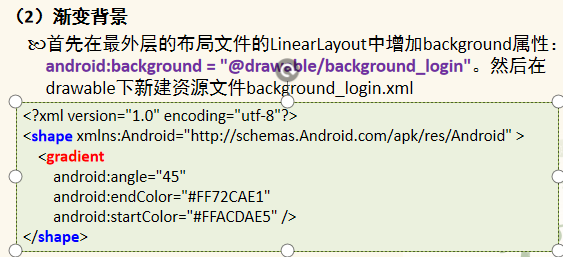 （2）渐变背景
首先在最外层的布局文件的LinearLayout中增加background属性：
android:background = "@drawable/background_login"。然后在
drawable下新建资源文件background_login.xml
<?xml version="1.0" encoding="utf-8"?>
<shape xmlns:Android="http://schemas.Android.com/apk/res/Android" >
<gradient
android:angle="45"
android:endColor="#FF72CAE1"
android:startColor="#FFACDAE5" />
</shape>